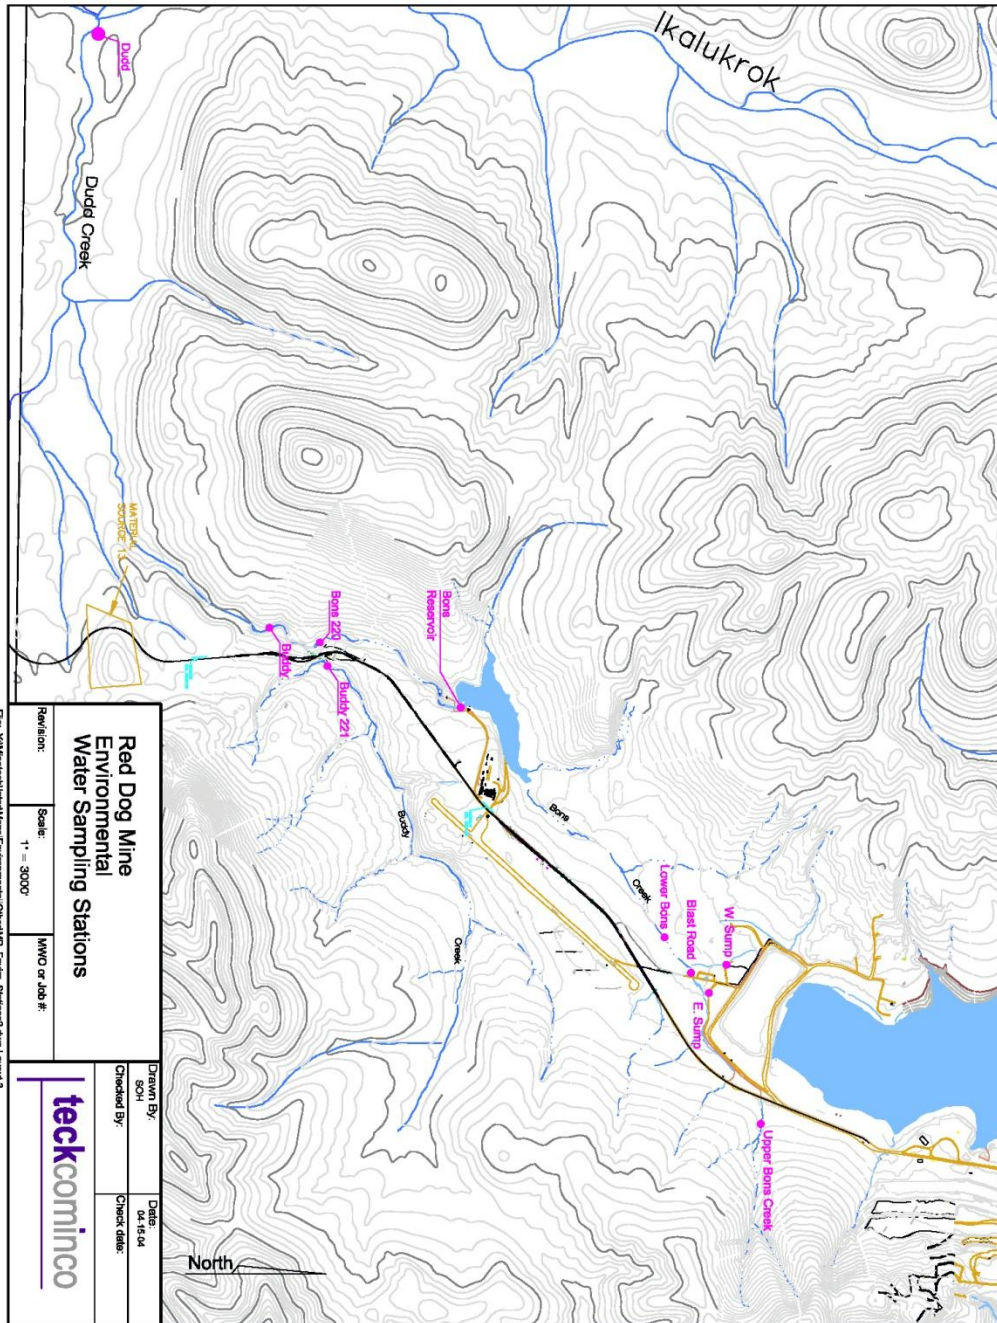 Ikalukrok
Dudd
Dudd Creek
MATERIAL
SOURCE 13
Bons
Reservoir
Bons 220
Buddy
Buddy 221
Bons
Creek
Buddy
Creek
Lower Bons
Blast Road
W. Sump
E. Sump
Upper Bons Creek
Red Dog Mine
Environmental
Water Sampling Stations
Revision:
Scale:
1" = 3000'
MWO or Job #:
Drawn By:
SOH
Date:
04-15-04
Checked By:
Check date:
teckcominco
North